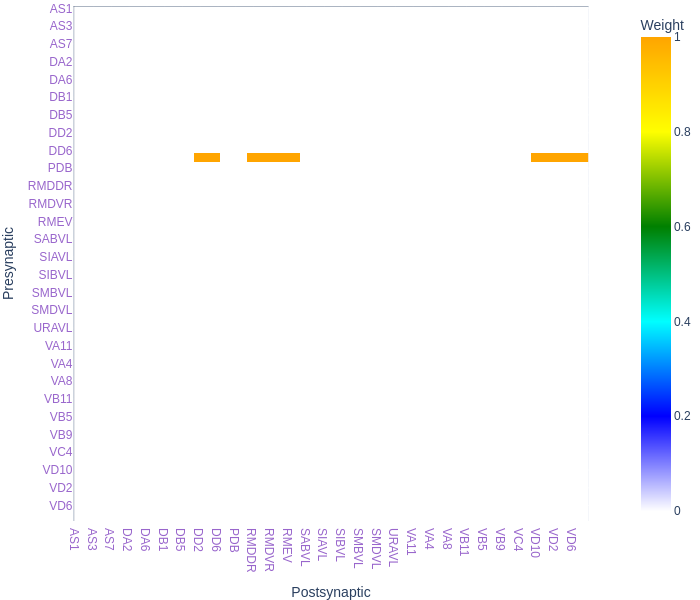 Weight
AS1
AS3
AS7
DA2
DA6
DB1
DB5
DD2
DD6
PDB
RMDDR
RMDVR
RMEV
SABVL
SIAVL
SIBVL
SMBVL
SMDVL
URAVL
VA11
VA4
VA8
VB11
VB5
VB9
VC4
VD10
VD2
VD6
Presynaptic
1
0.8
0.6
0.4
0.2
0
AS1 AS3 AS7 DA2 DA6 DB1 DB5 DD2 DD6 PDB RMDDR RMDVR RMEV SABVL SIAVL SIBVL SMBVL SMDVL URAVL VA11 VA4 VA8 VB11 VB5 VB9 VC4 VD10 VD2 VD6
Postsynaptic